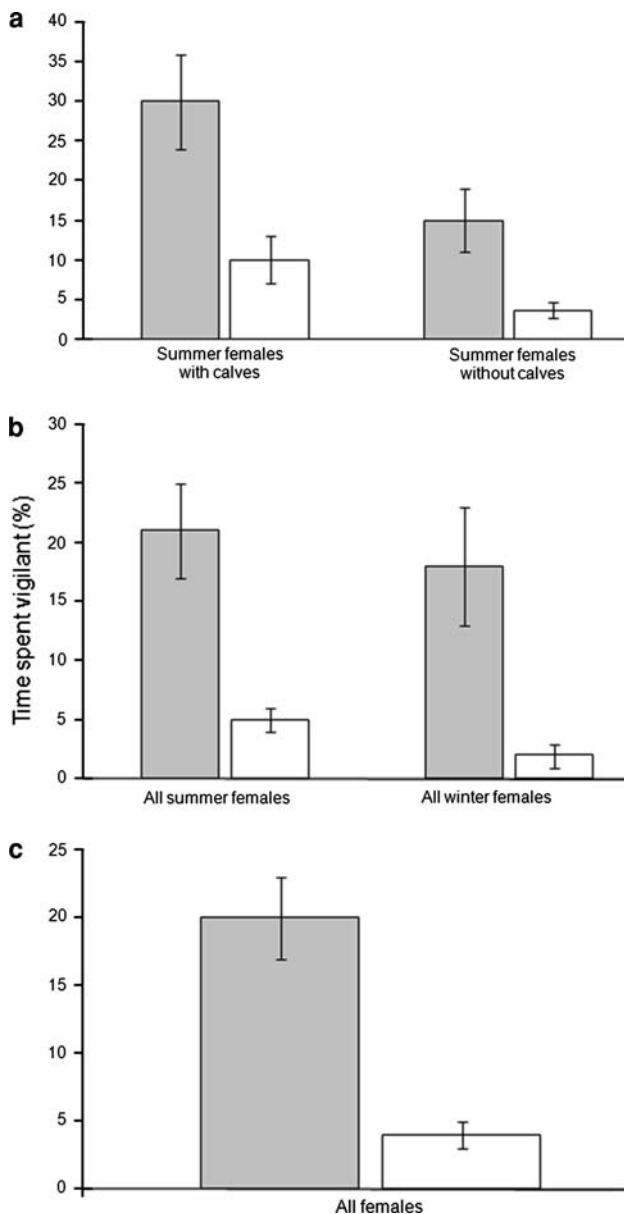 a
40
35
30
25
20
15
10
5
0
Summer females
with calves
Summer females
without calves
b
Time spent vigilant (%)
30
25
20
15
10
5
0
All summer females
All winter females
c
25
20
15
10
5
0
All females